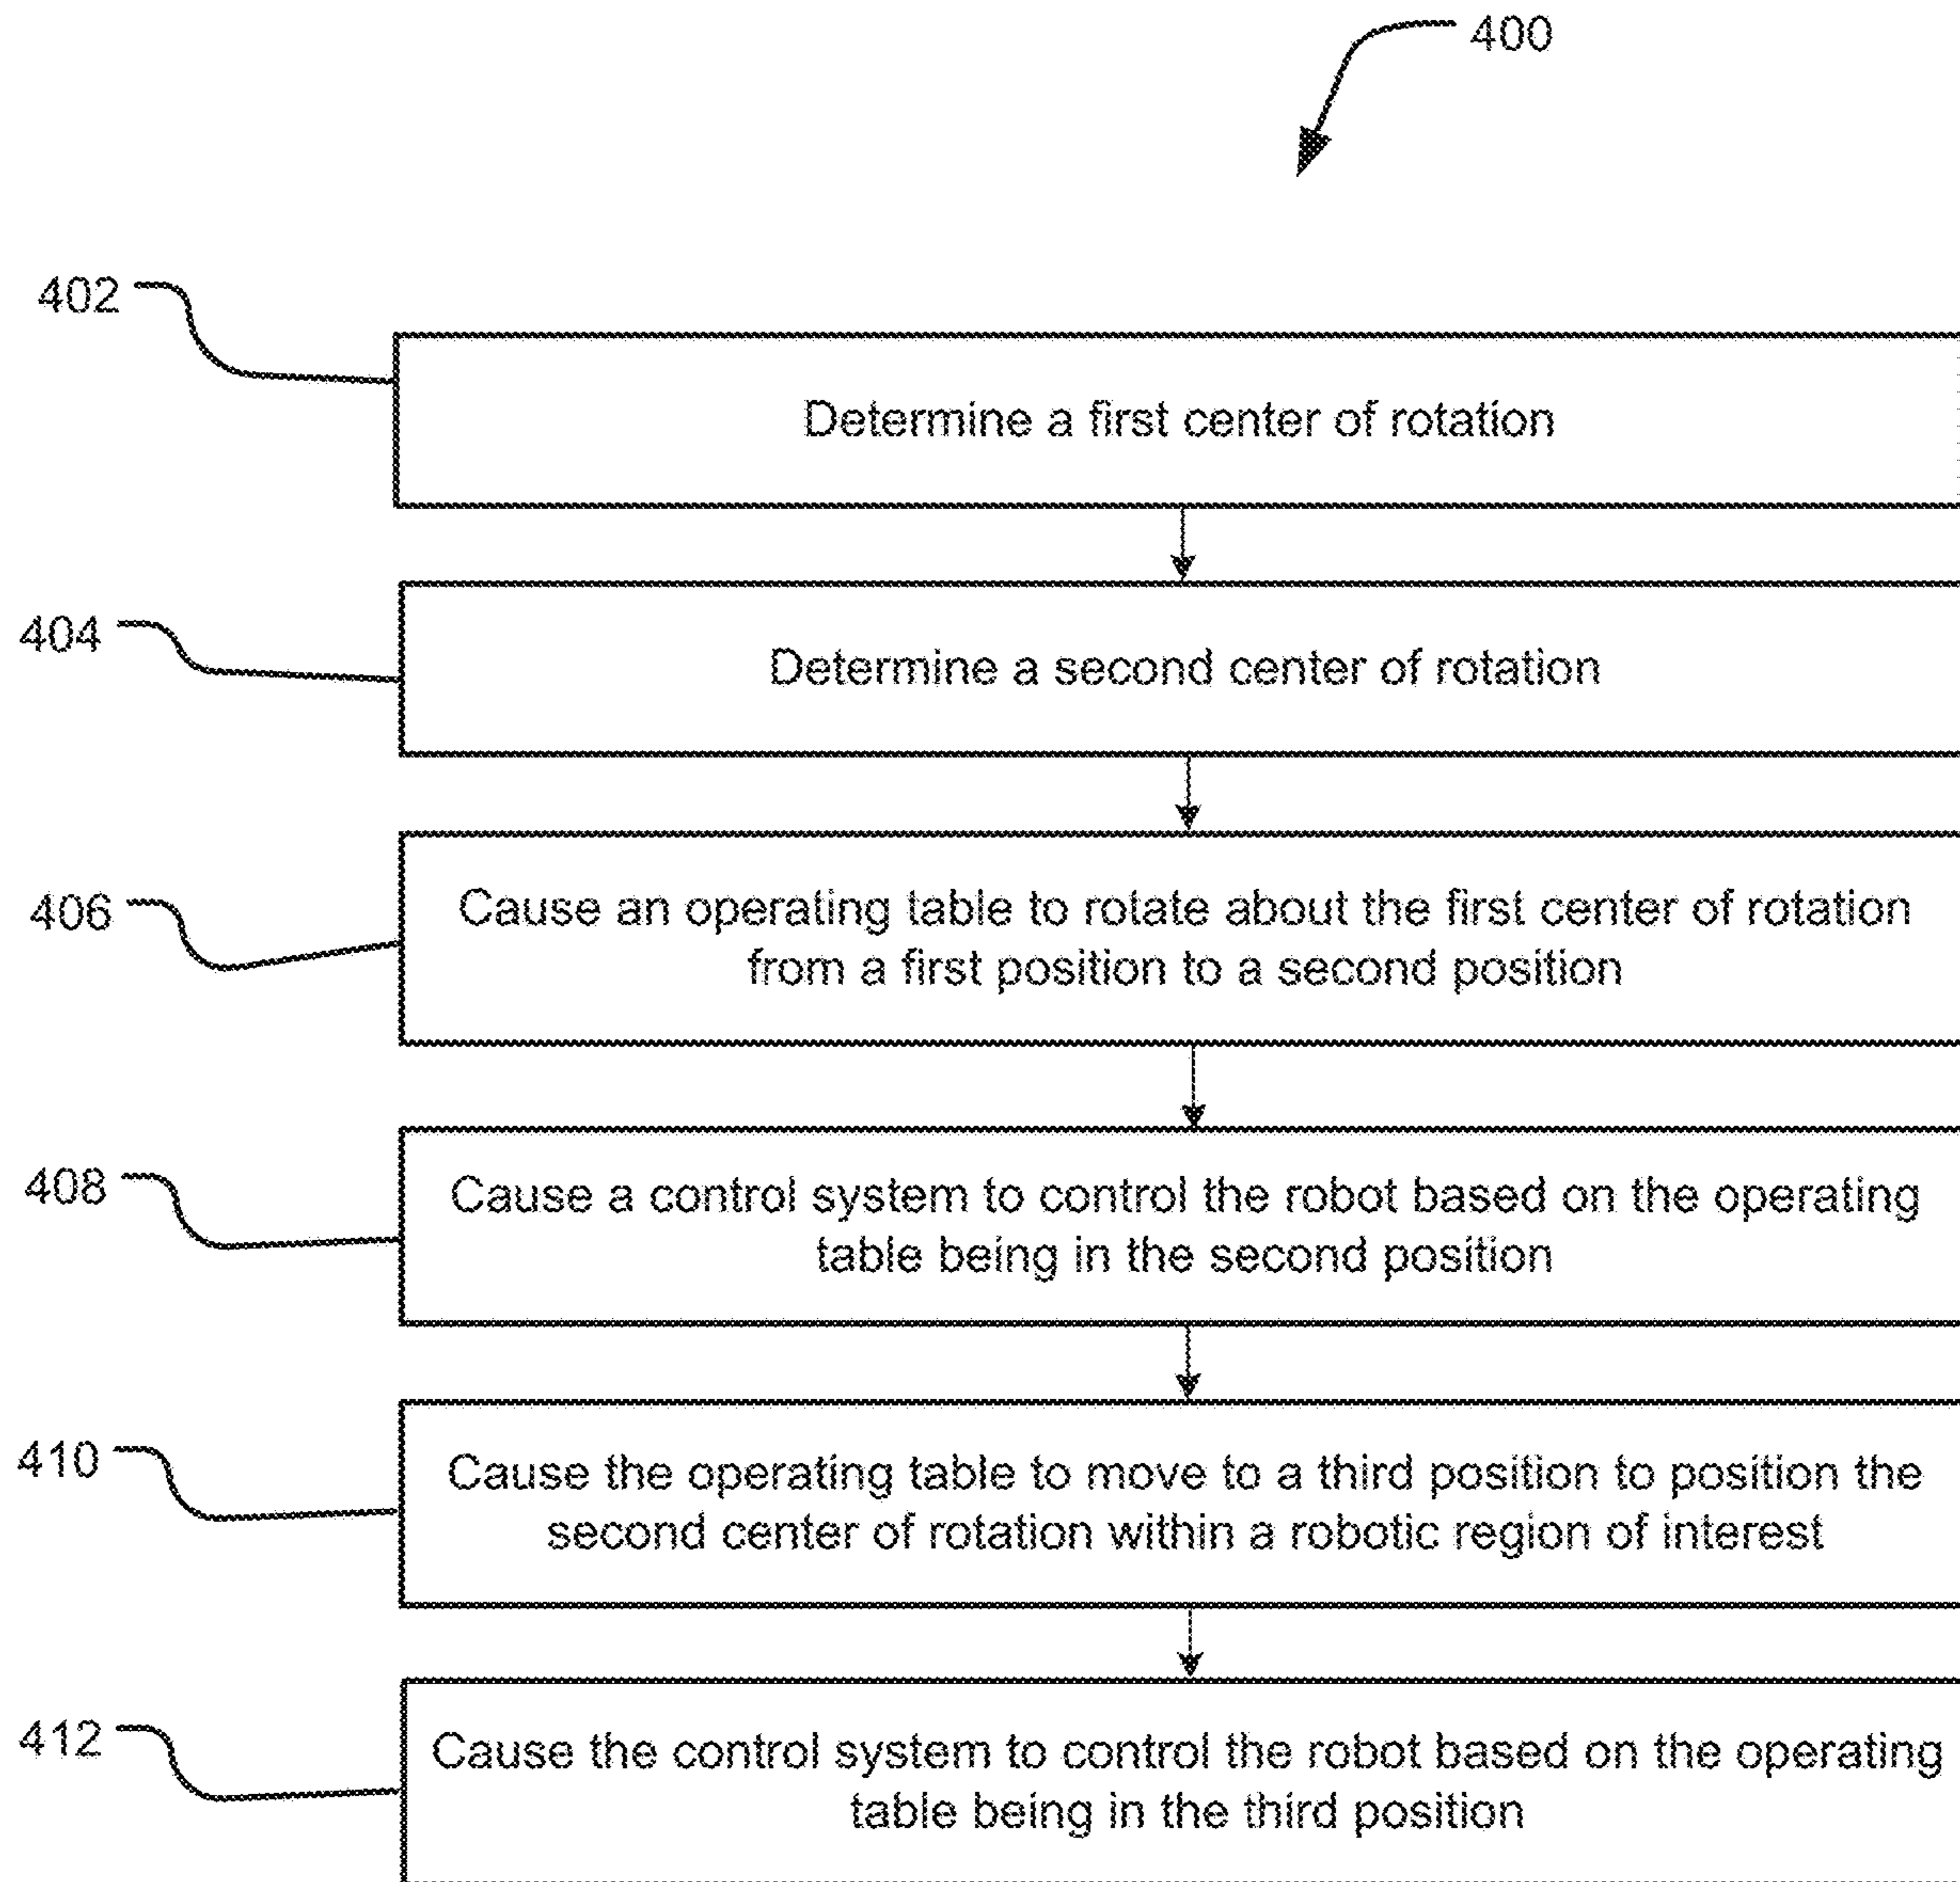 400
402
Determine a first center of rotation
404
Determine a second center of rotation
406
Cause an operating table to rotate about the first center of rotation
from a first position to a second position
408
Cause a control system to control the robot based on the operating
table being in the second position
410
Cause the operating table to move to a third position to position the
second center of rotation within a robotic region of interest
412
Cause the control system to control the robot based on the operating
table being in the third position